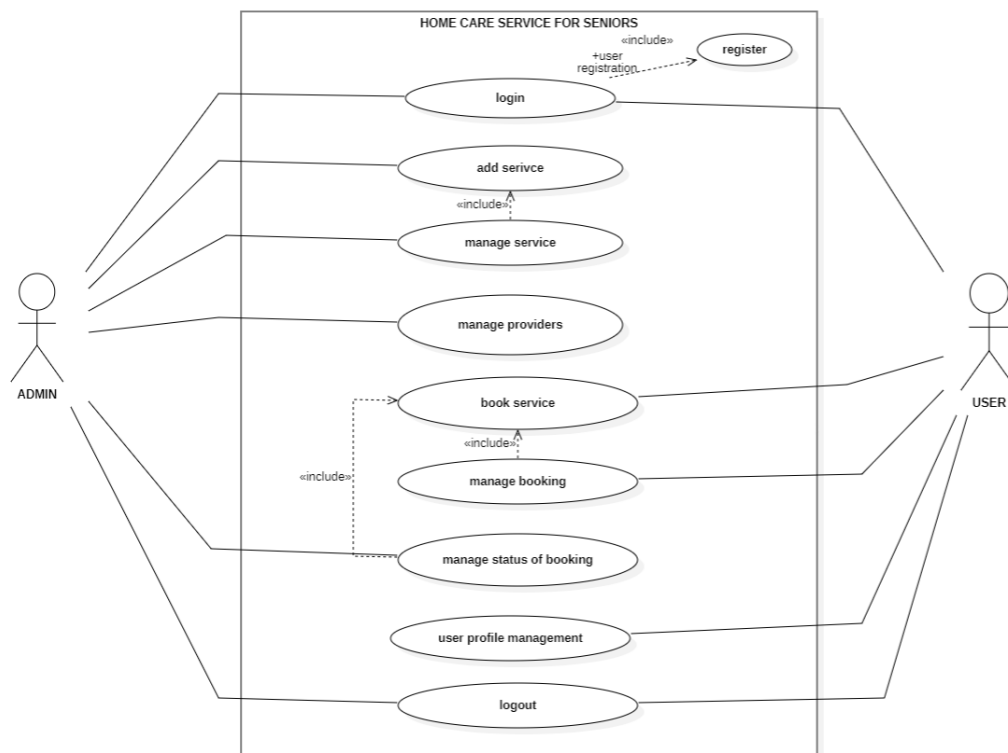 HOME CARE SERVICE FOR SENIORS
«include»
register
+user
registration
login
add serivce
«include»
manage service
manage providers
ADMIN
USER
book service
«include»
manage booking
«include»
manage status of booking
user profile management
logout